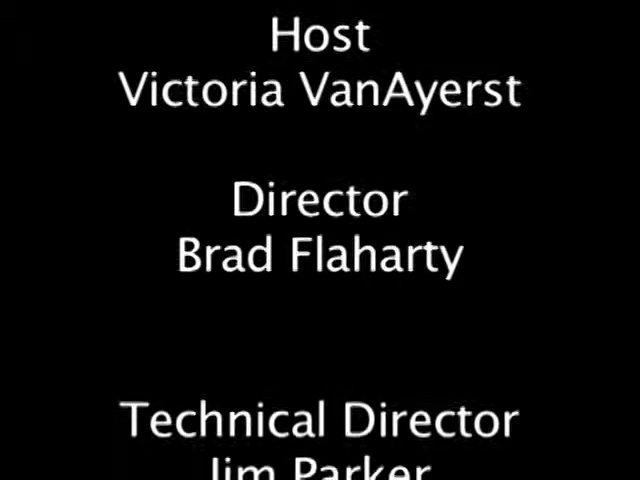 Host
Victoria VanAyerst
Director
Brad Flaharty
Technical Director
Jim Parker